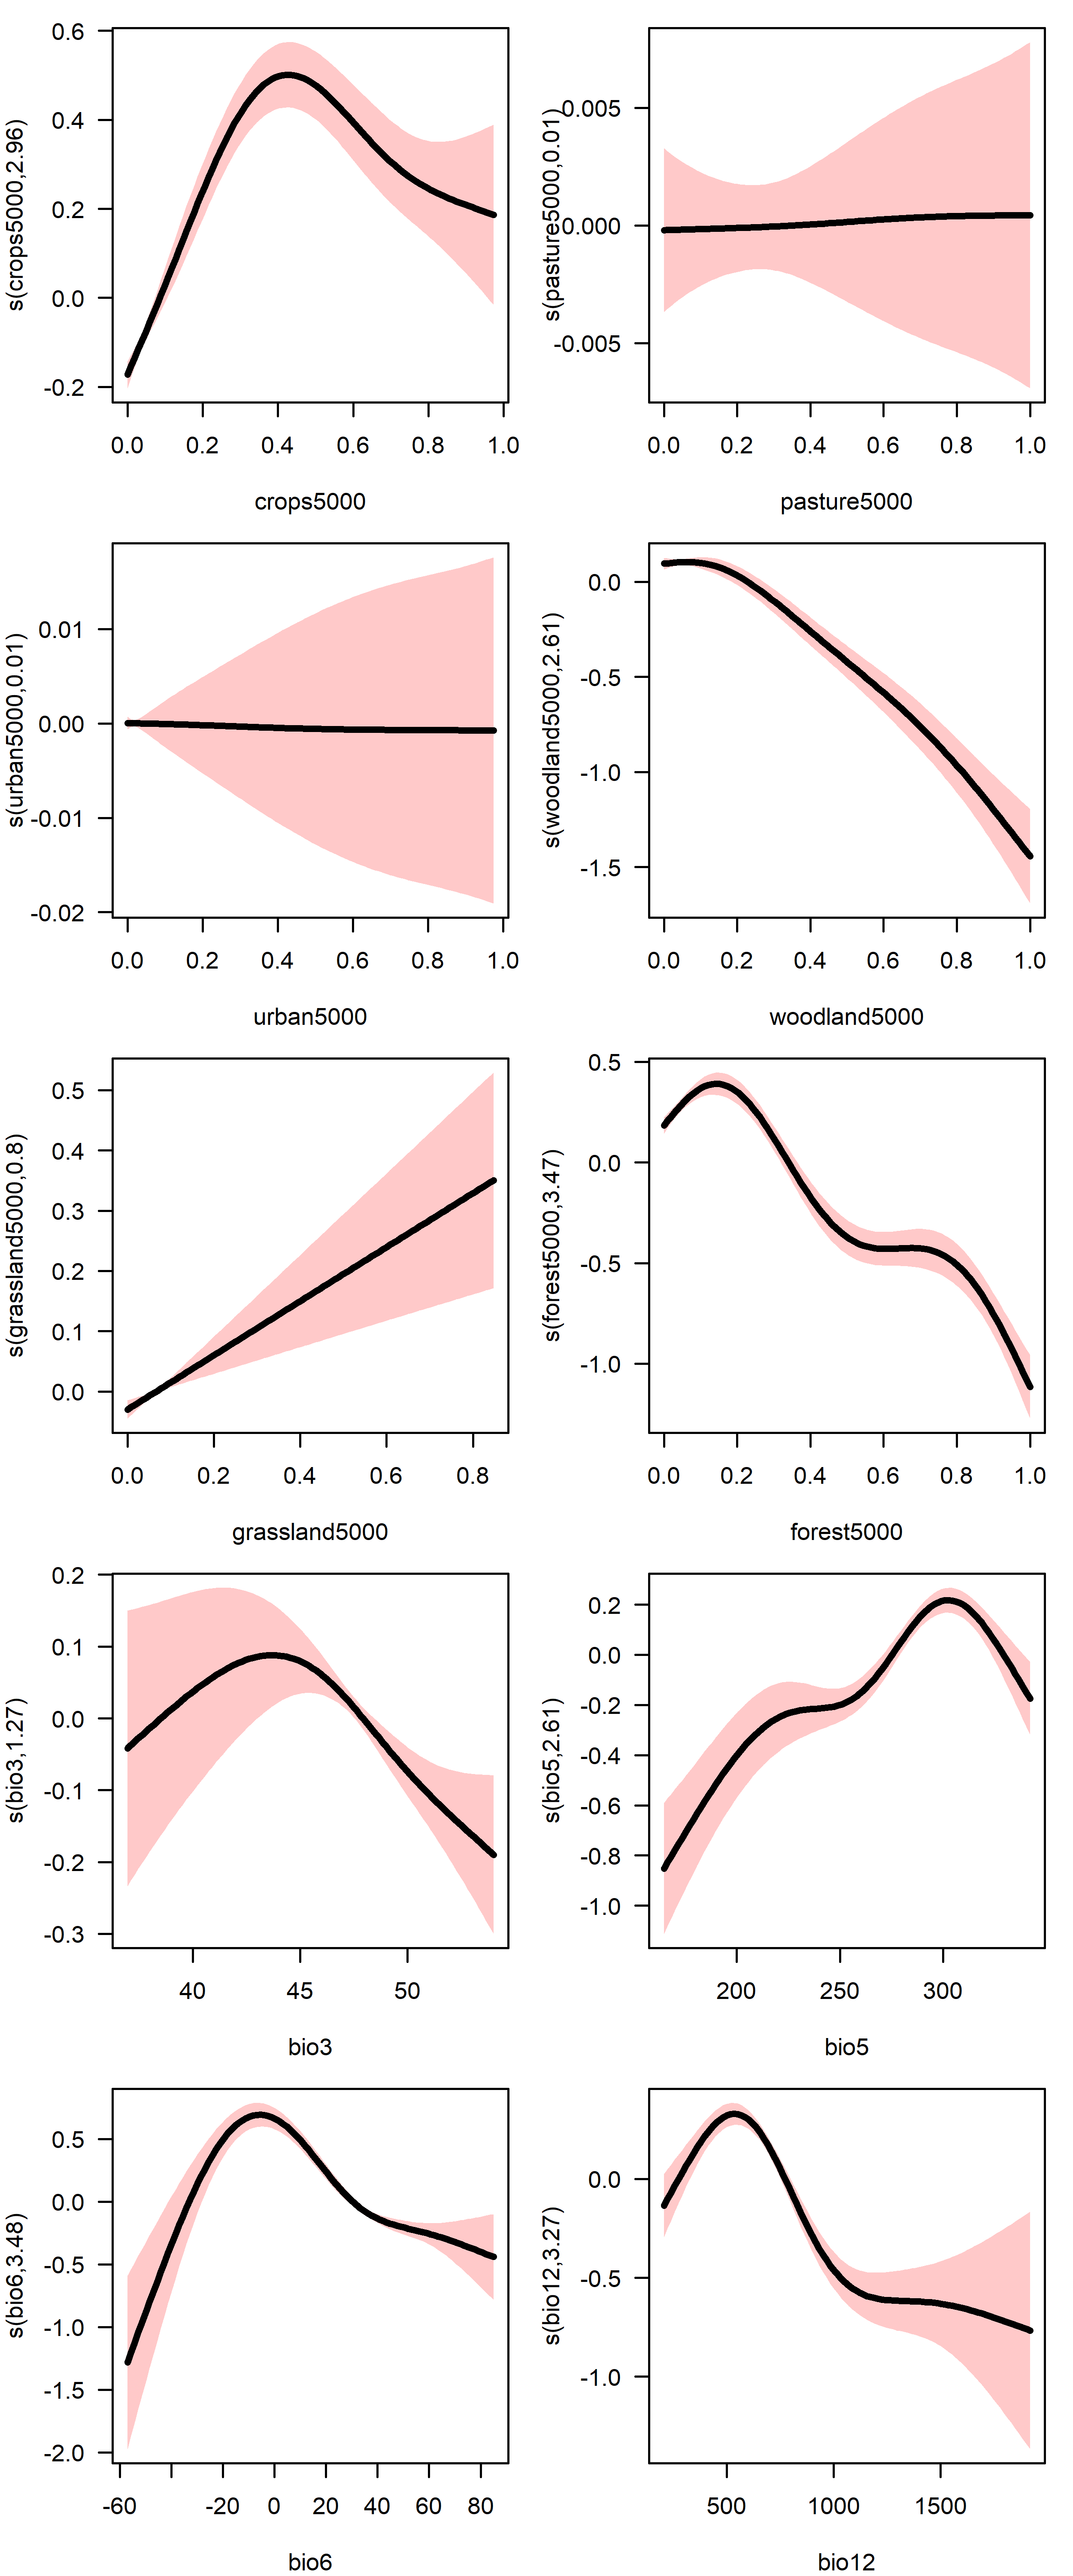 s(crops5000,2.96)
0.6
0.4
0.2
0.0
-0.2
0.0 0.2 0.4 0.6 0.8 1.0
crops5000
s(pasture5000,0.01)
0.005
0.000
-0.005
0.0 0.2 0.4 0.6 0.8 1.0
pasture5000
s(urban5000,0.01)
0.01
0.00
-0.01
-0.02
0.0 0.2 0.4 0.6 0.8 1.0
urban5000
s(woodland5000,2.61)
0.0
-0.5
-1.0
-1.5
0.0 0.2 0.4 0.6 0.8 1.0
woodland5000
s(grassland5000,0.8)
0.5
0.4
0.3
0.2
0.1
0.0
0.0 0.2 0.4 0.6 0.8
grassland5000
s(forest5000,3.47)
0.5
0.0
-0.5
-1.0
0.0 0.2 0.4 0.6 0.8 1.0
forest5000
s(bio3,1.27)
0.2
0.1
0.0
-0.1
-0.2
-0.3
40 45 50
bio3
s(bio5,2.61)
0.2
0.0
-0.2
-0.4
-0.6
-0.8
-1.0
200 250 300
bio5
s(bio6,3.48)
0.5
0.0
-0.5
-1.0
-1.5
-2.0
-60 -20 0 20 40 60 80
bio6
s(bio12,3.27)
0.0
-0.5
-1.0
500 1000 1500
bio12